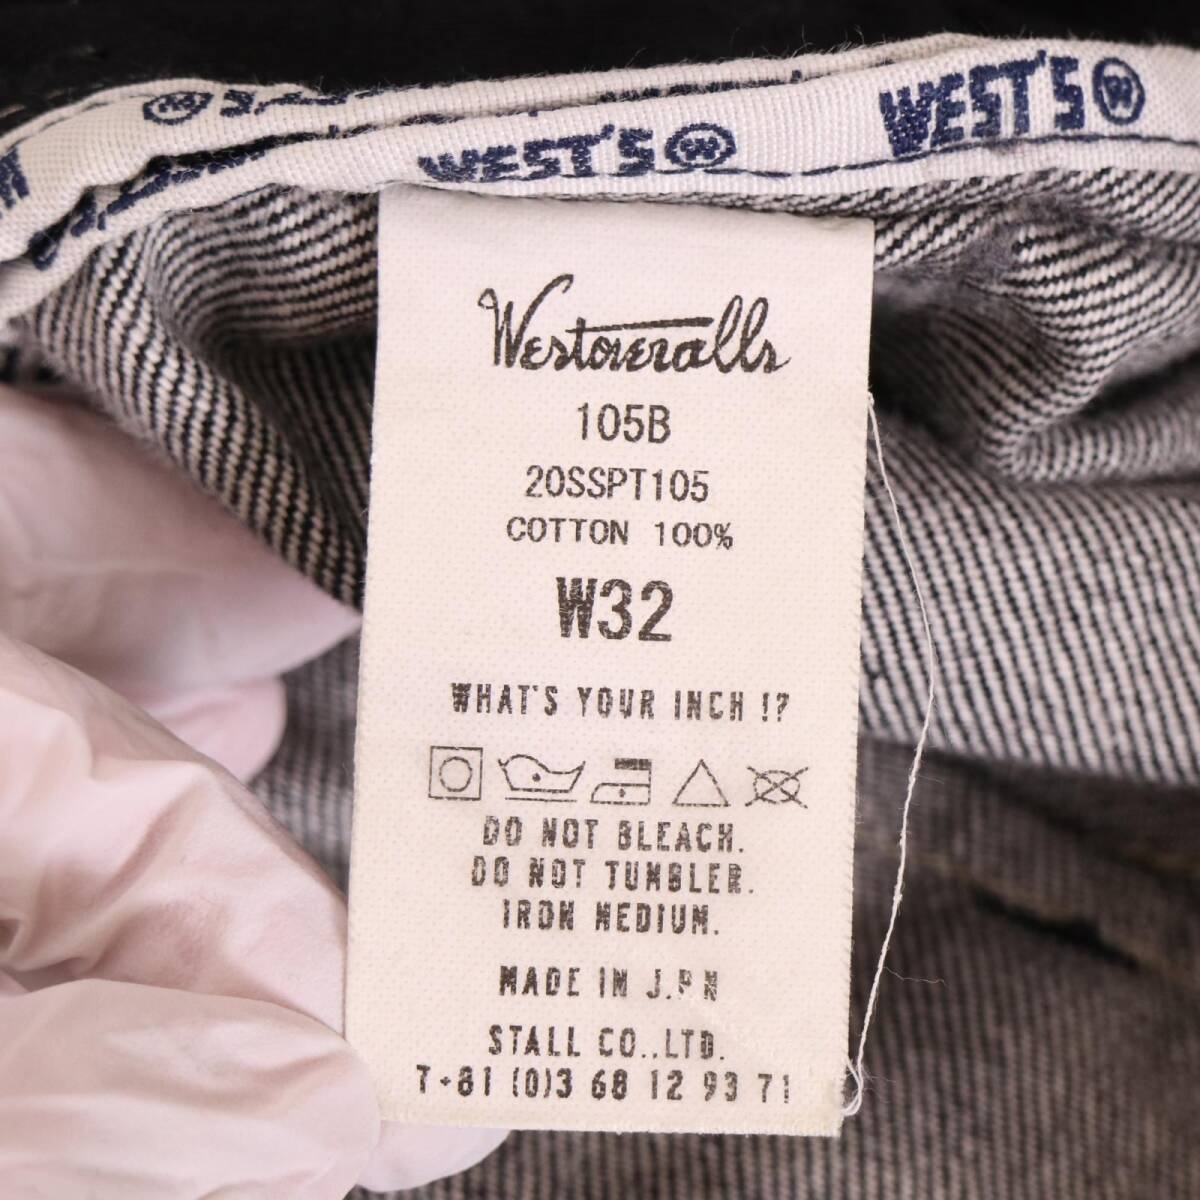 WEST'S W
WEST'S W
Westoveralls
105B
20SSPT105
COTTON 100%
W32
WHAT'S YOUR INCH !?
DO NOT BLEACH.
DO NOT TUMBLER.
IRON MEDIUM.
MADE IN J.P.N
STALL CO.,LTD.
T+81 (0)3 68 12 93 71